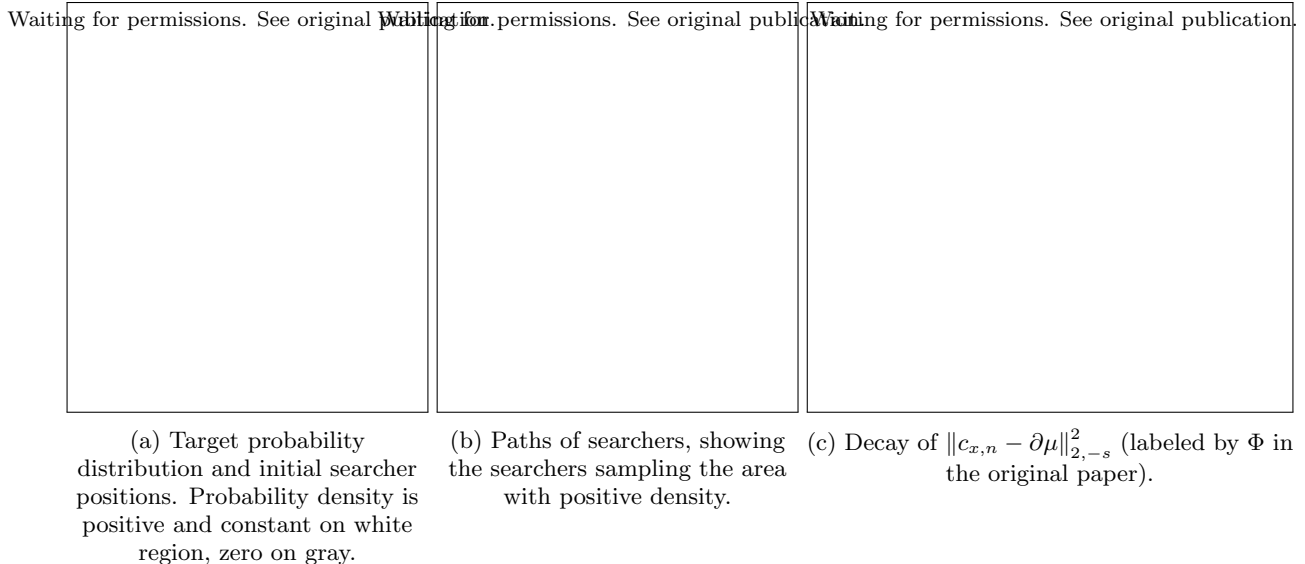 Waiting for permissions. See original publication.
Waiting for permissions. See original publication.
Waiting for permissions. See original publication.
(a) Target probability
distribution and initial searcher
positions. Probability density is
positive and constant on white
region, zero on gray.
(b) Paths of searchers, showing
the searchers sampling the area
with positive density.
(c) Decay of ‖c_{x,n} − ∂μ‖²_{2,−s} (labeled by Φ in
the original paper).